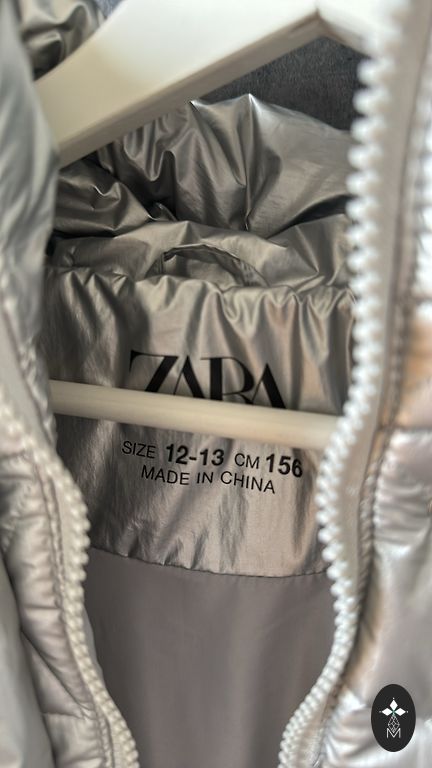 ZARA
SIZE 12-13 CM 156
MADE IN CHINA
M